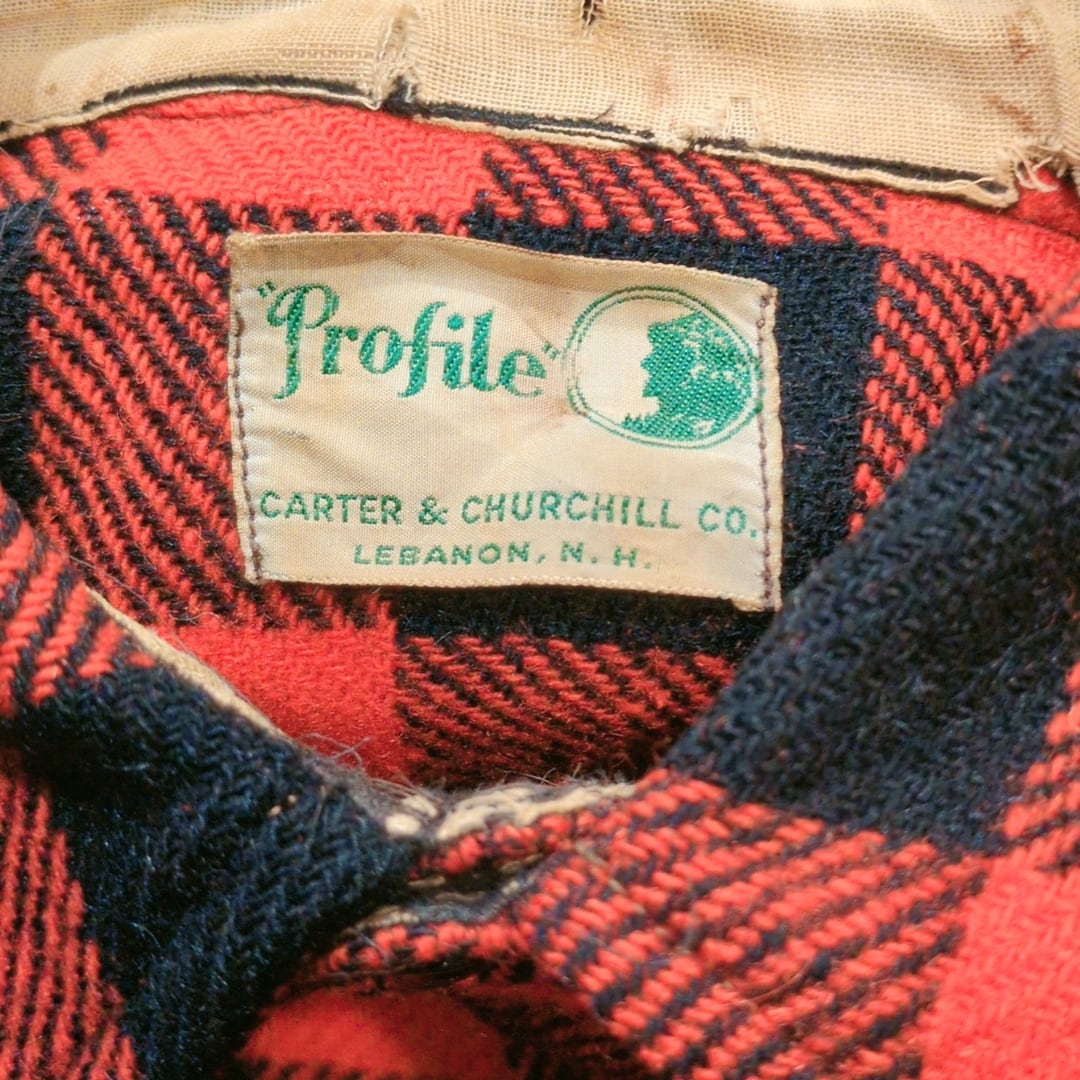 "Profile"
CARTER & CHURCHILL CO.
LEBANON, N. H.